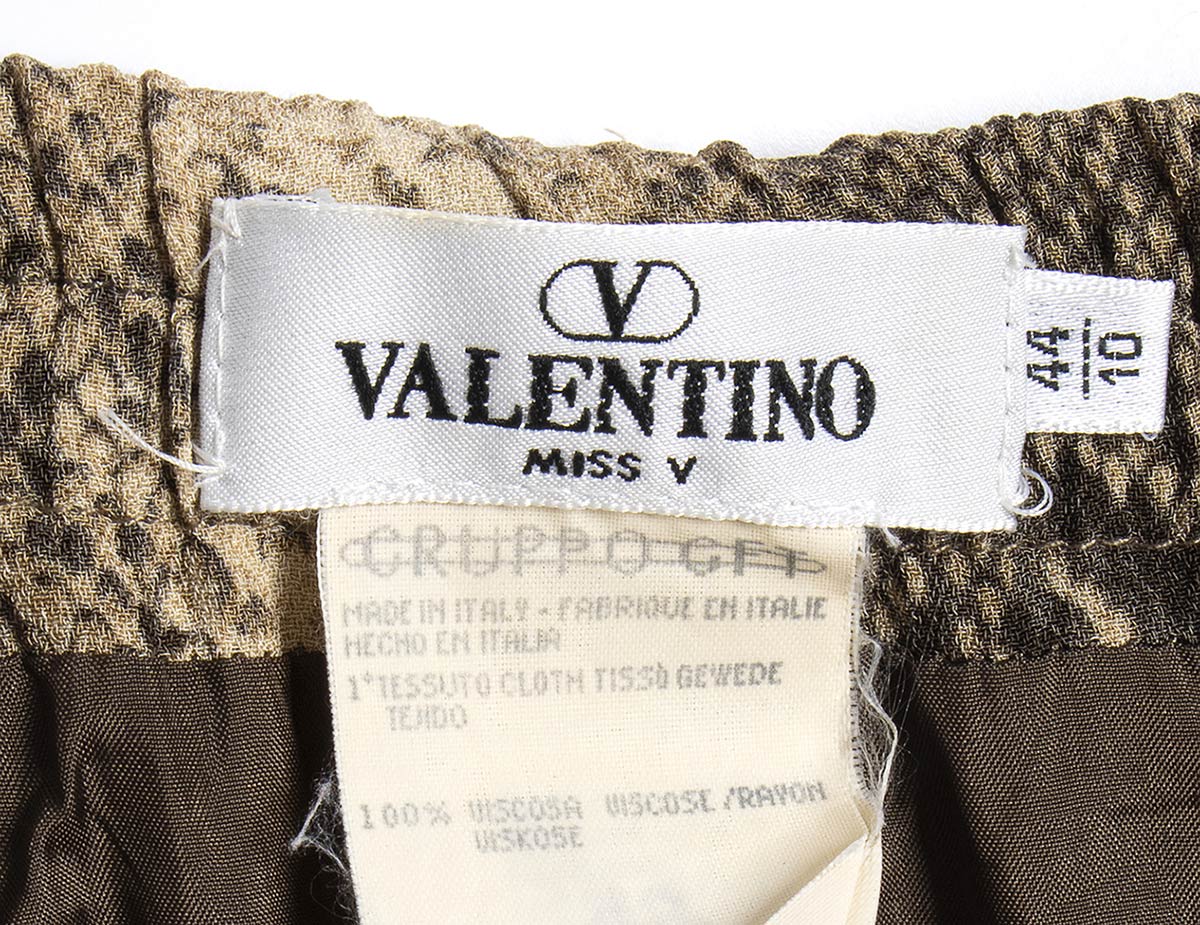 V
VALENTINO
MISS V
44
10
GRUPPO GFT
MADE IN ITALY - FABRIQUE EN ITALIE
HECHO EN ITALIA
1° TESSUTO CLOTH TISSÙ GEWEDE
TEJIDO
100% VISCOSA VISCOSE/RAYON
VISKOSE